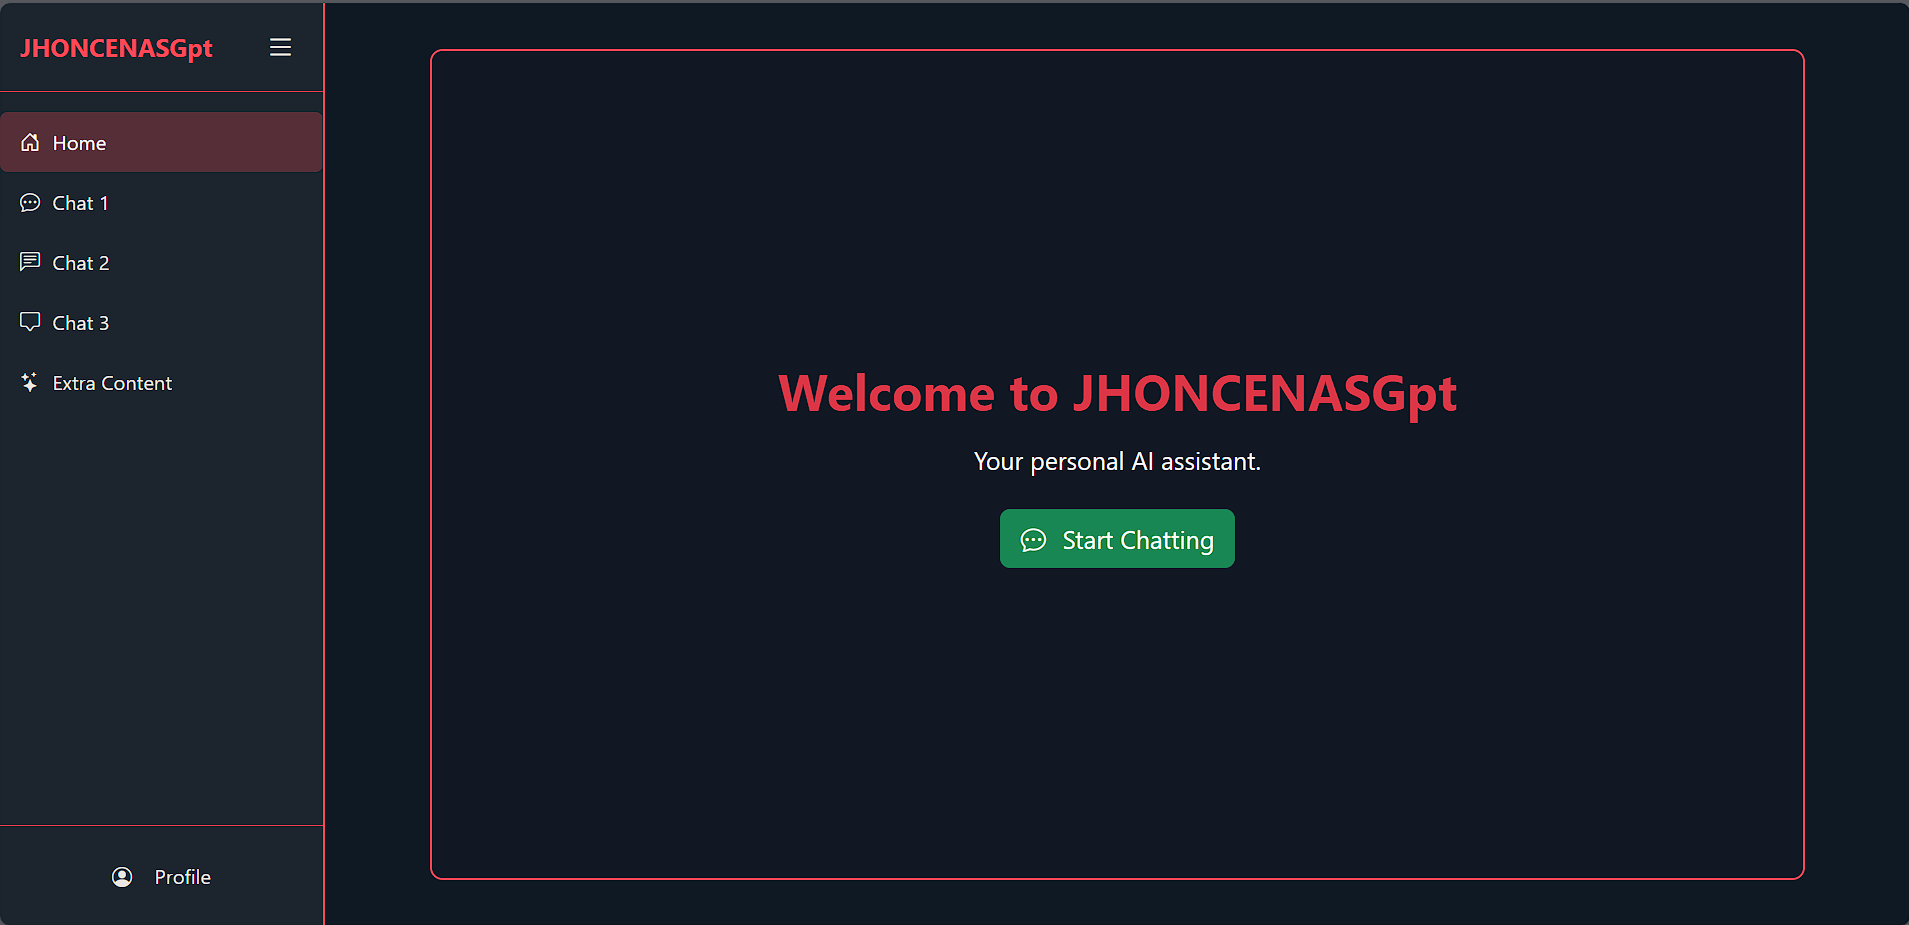 JHONCENASGpt
Home
Chat 1
Chat 2
Chat 3
Extra Content
Profile
Welcome to JHONCENASGpt
Your personal AI assistant.
Start Chatting